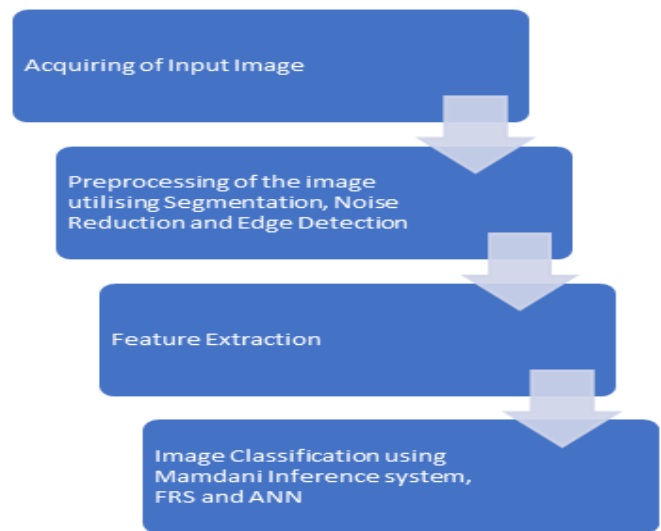 Acquiring of Input Image
Preprocessing of the image
utilising Segmentation, Noise
Reduction and Edge Detection
Feature Extraction
Image Classification using
Mamdani Inference system,
FRS and ANN